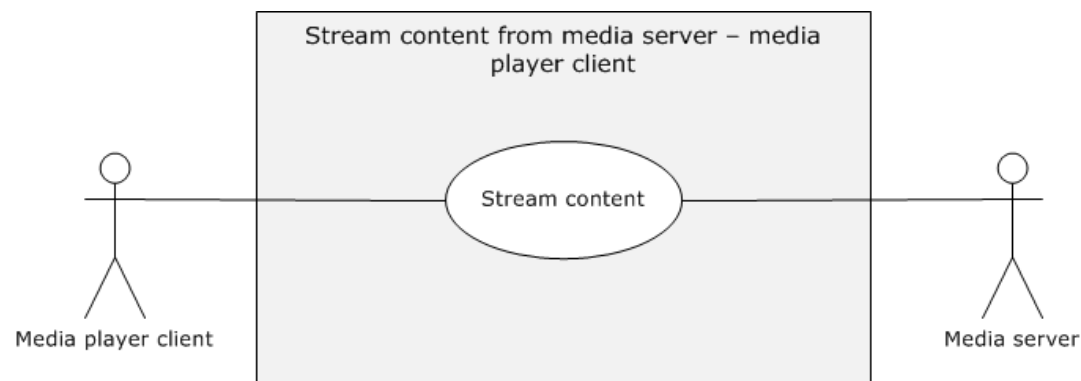 Stream content from media server – media
player client
Stream content
Media player client
Media server